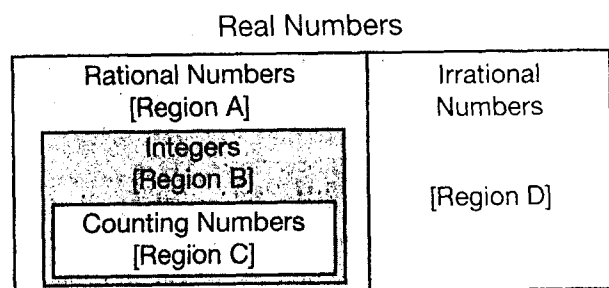 Real Numbers
Rational Numbers
[Region A]
Integers
[Region B]
Counting Numbers
[Region C]
Irrational
Numbers
[Region D]